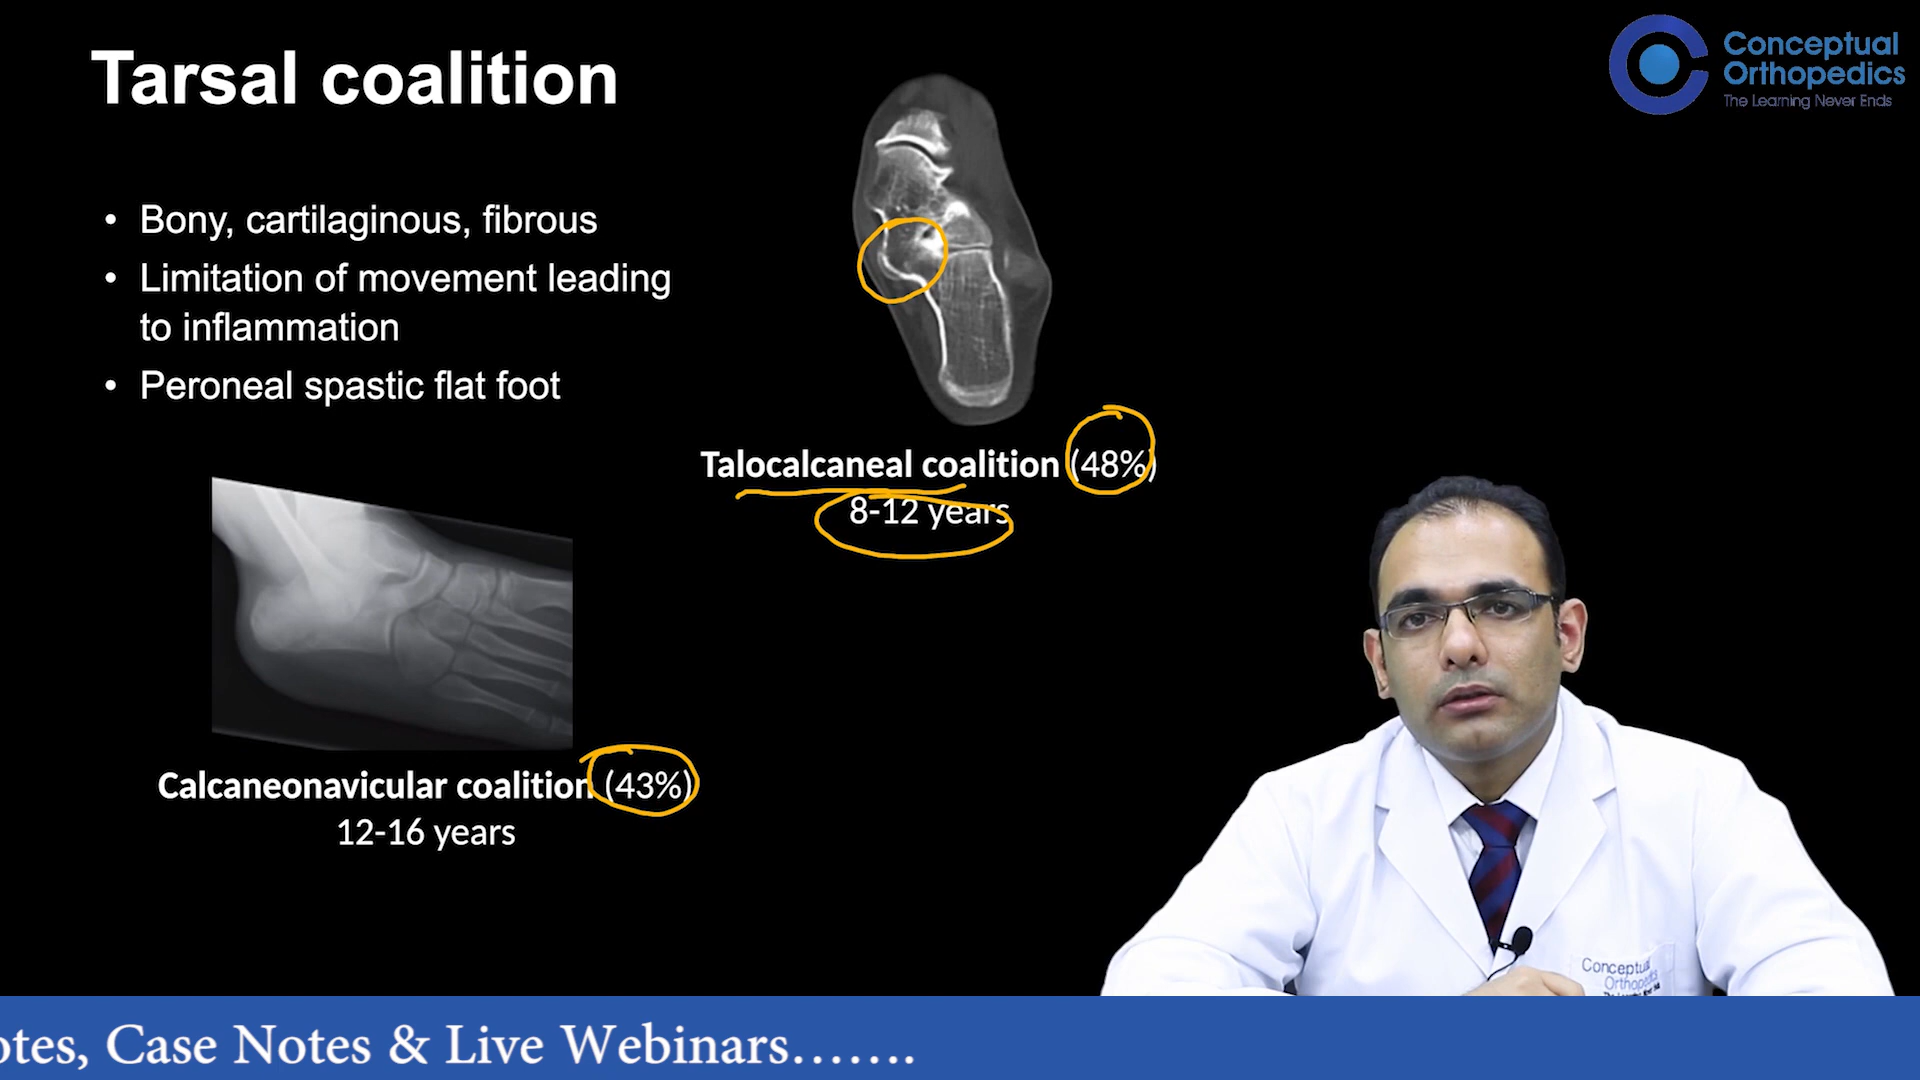 Tarsal coalition
Conceptual
Orthopedics
The Learning Never Ends
• Bony, cartilaginous, fibrous
• Limitation of movement leading
to inflammation
• Peroneal spastic flat foot
Talocalcaneal coalition (48%)
8-12 years
Calcaneonavicular coalition (43%)
12-16 years
Conceptual
Orthopedics
otes, Case Notes & Live Webinars.......